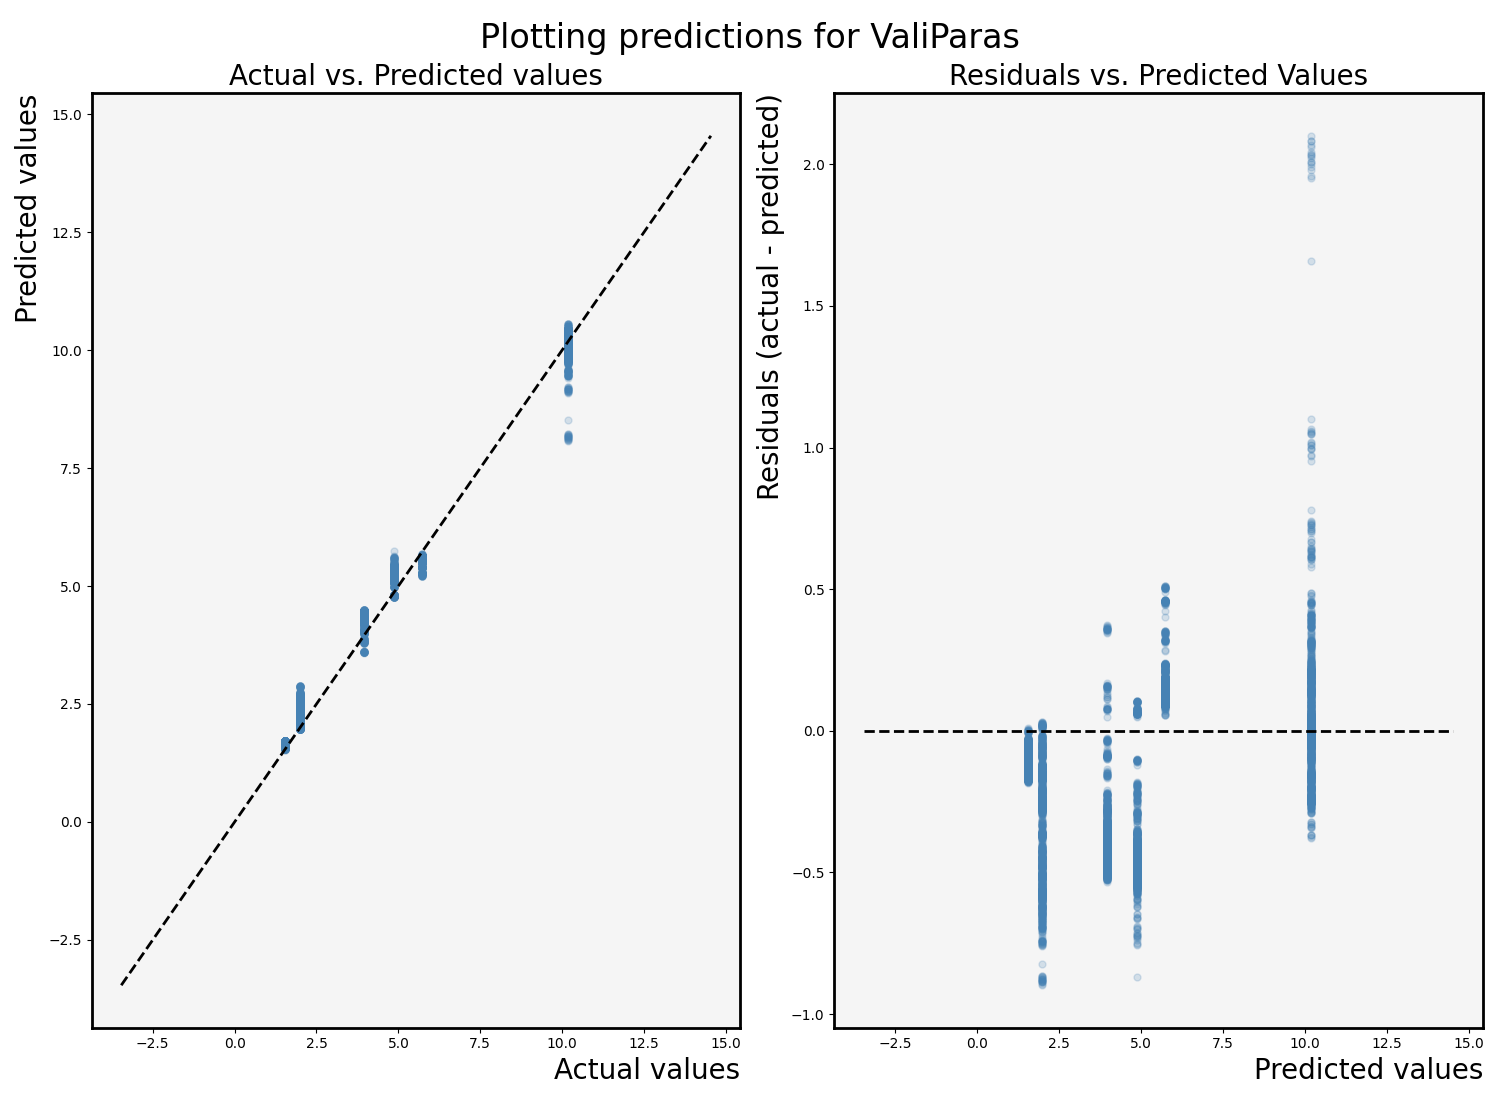 Plotting predictions for ValiParas
Actual vs. Predicted values
Predicted values
15.0
12.5
10.0
7.5
5.0
2.5
0.0
−2.5
−2.5 0.0 2.5 5.0 7.5 10.0 12.5 15.0
Actual values
Residuals vs. Predicted Values
Residuals (actual - predicted)
2.0
1.5
1.0
0.5
0.0
−0.5
−1.0
−2.5 0.0 2.5 5.0 7.5 10.0 12.5 15.0
Predicted values